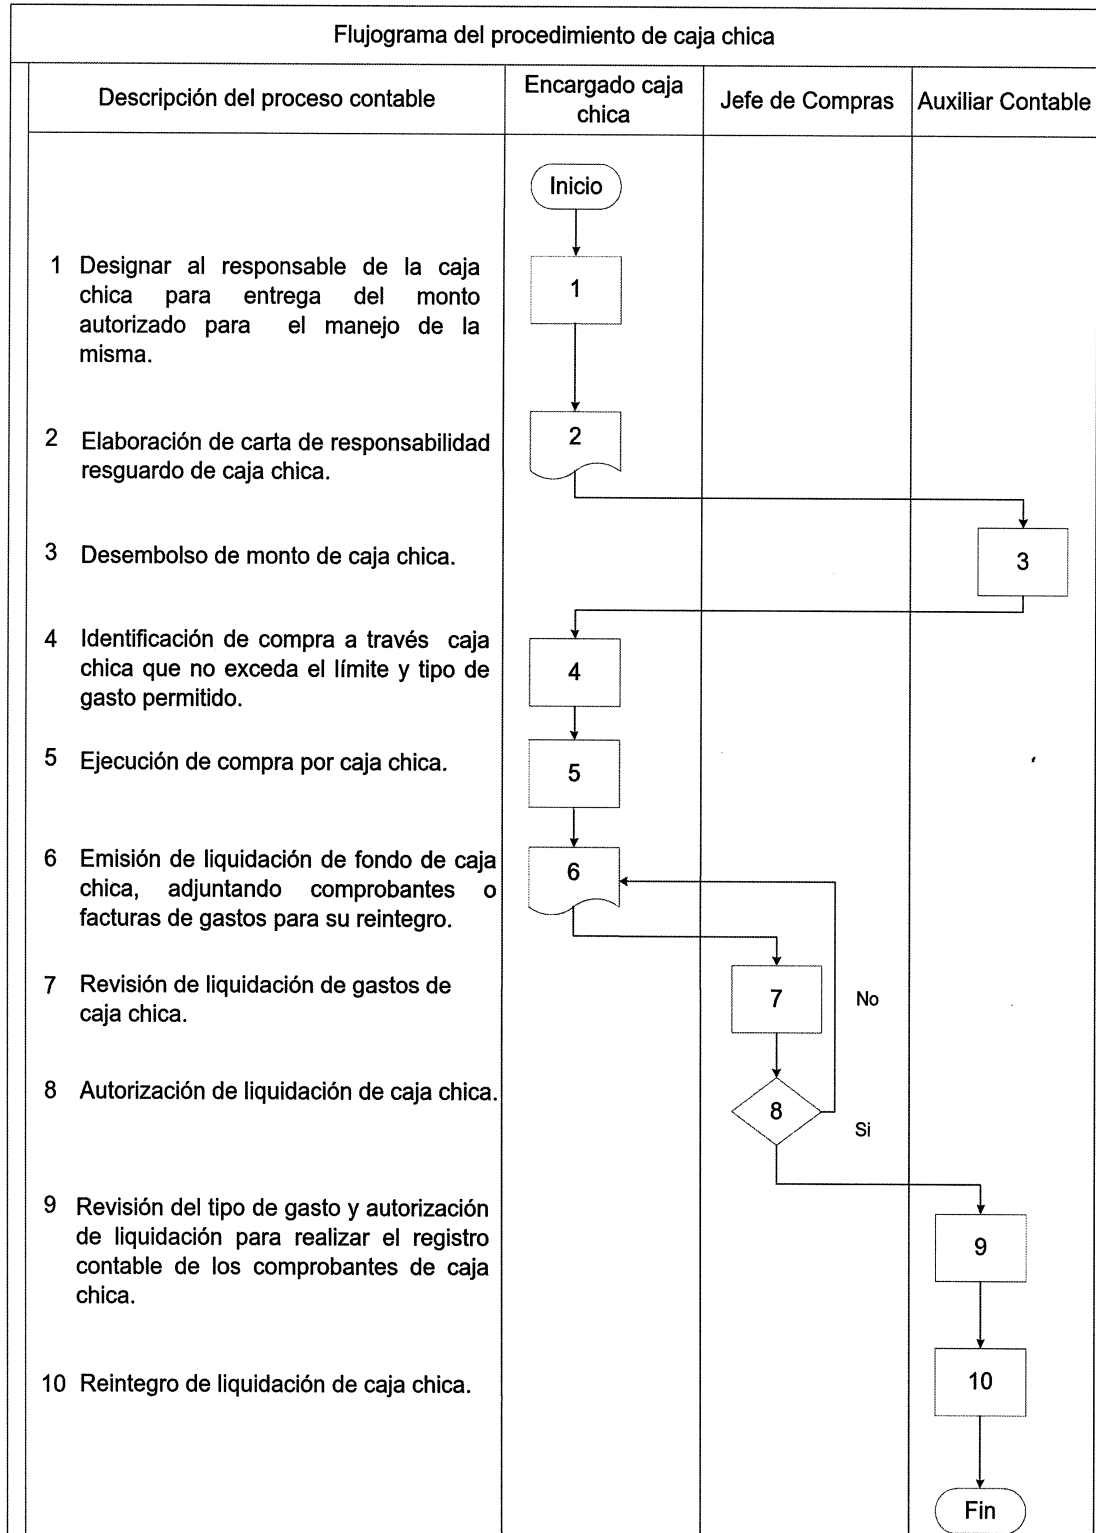 Flujograma del procedimiento de caja chica
Descripción del proceso contable
Encargado caja
chica
Jefe de Compras
Auxiliar Contable
Inicio
1 Designar al responsable de la caja
chica para entrega del monto
autorizado para el manejo de la
misma.
1
2 Elaboración de carta de responsabilidad
resguardo de caja chica.
2
3 Desembolso de monto de caja chica.
3
4 Identificación de compra a través caja
chica que no exceda el límite y tipo de
gasto permitido.
4
5 Ejecución de compra por caja chica.
5
6 Emisión de liquidación de fondo de caja
chica, adjuntando comprobantes o
facturas de gastos para su reintegro.
6
7 Revisión de liquidación de gastos de
caja chica.
7
No
8 Autorización de liquidación de caja chica.
8
Si
9 Revisión del tipo de gasto y autorización
de liquidación para realizar el registro
contable de los comprobantes de caja
chica.
9
10 Reintegro de liquidación de caja chica.
10
Fin